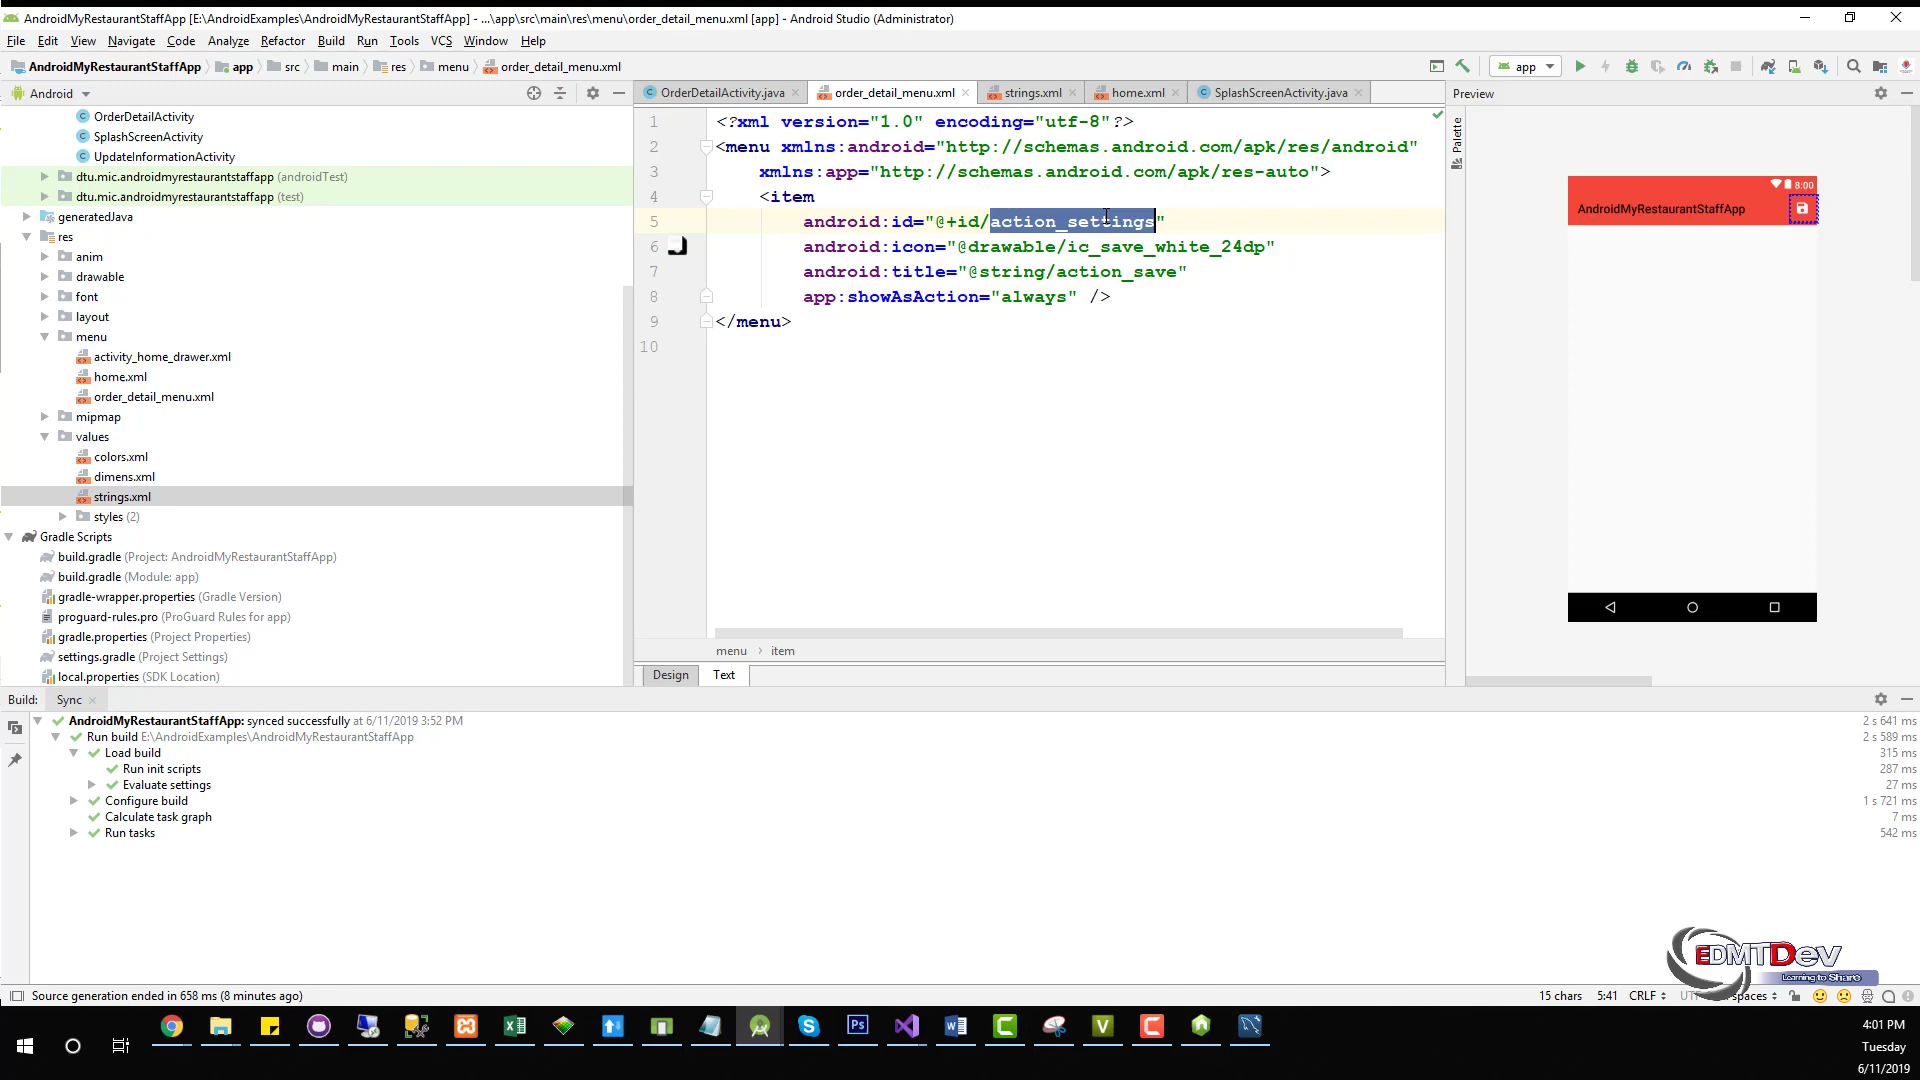 AndroidMyRestaurantStaffApp [E:\AndroidExamples\AndroidMyRestaurantStaffApp] - ...\app\src\main\res\menu\order_detail_menu.xml [app] - Android Studio (Administrator)
File Edit View Navigate Code Analyze Refactor Build Run Tools VCS Window Help
AndroidMyRestaurantStaffApp app src main res menu order_detail_menu.xml
app
Android
OrderDetailActivity.java order_detail_menu.xml strings.xml home.xml SplashScreenActivity.java
Preview
OrderDetailActivity
SplashScreenActivity
UpdateInformationActivity
dtu.mic.androidmyrestaurantstaffapp (androidTest)
dtu.mic.androidmyrestaurantstaffapp (test)
generatedJava
res
anim
drawable
font
layout
menu
activity_home_drawer.xml
home.xml
order_detail_menu.xml
mipmap
values
colors.xml
dimens.xml
strings.xml
styles (2)
Gradle Scripts
build.gradle (Project: AndroidMyRestaurantStaffApp)
build.gradle (Module: app)
gradle-wrapper.properties (Gradle Version)
proguard-rules.pro (ProGuard Rules for app)
gradle.properties (Project Properties)
settings.gradle (Project Settings)
local.properties (SDK Location)
1 <?xml version="1.0" encoding="utf-8"?>
2 <menu xmlns:android="http://schemas.android.com/apk/res/android"
3 xmlns:app="http://schemas.android.com/apk/res-auto">
4 <item
5 android:id="@+id/action_settings"
6 android:icon="@drawable/ic_save_white_24dp"
7 android:title="@string/action_save"
8 app:showAsAction="always" />
9 </menu>
10
menu item
Design Text
Palette
8:00
AndroidMyRestaurantStaffApp
Build: Sync
AndroidMyRestaurantStaffApp: synced successfully at 6/11/2019 3:52 PM 2 s 641 ms
Run build E:\AndroidExamples\AndroidMyRestaurantStaffApp 2 s 589 ms
Load build 315 ms
Run init scripts 287 ms
Evaluate settings 27 ms
Configure build 1 s 721 ms
Calculate task graph 7 ms
Run tasks 542 ms
EDMTDev
Learning to Share
Source generation ended in 658 ms (8 minutes ago) 15 chars 5:41 CRLF spaces
4:01 PM
Tuesday
6/11/2019